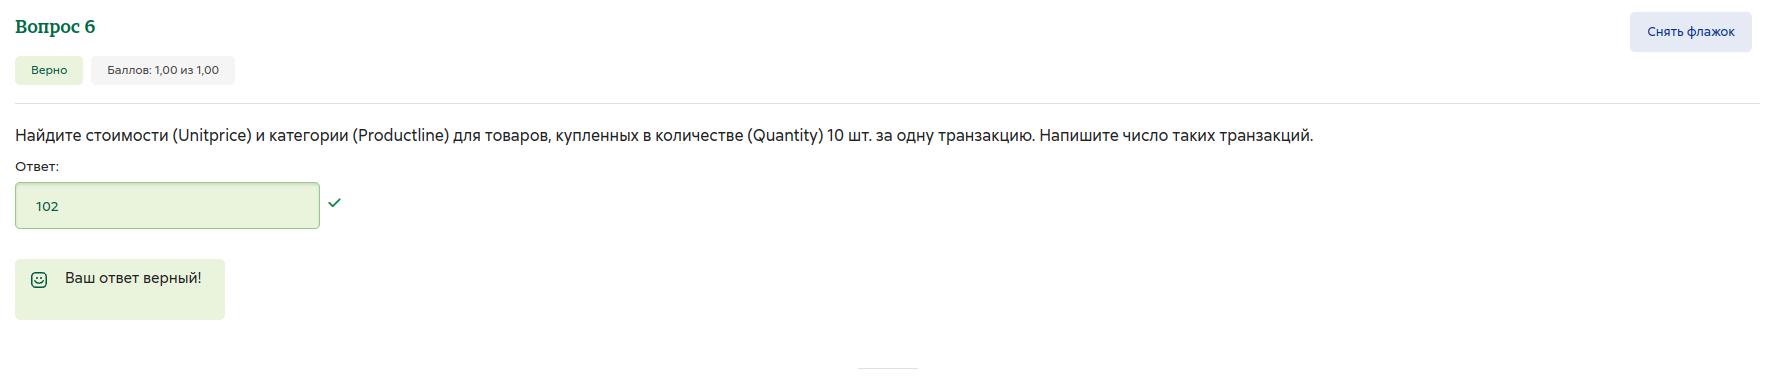 Вопрос 6
Снять флажок
Верно
Баллов: 1,00 из 1,00
Найдите стоимости (Unitprice) и категории (Productline) для товаров, купленных в количестве (Quantity) 10 шт. за одну транзакцию. Напишите число таких транзакций.
Ответ:
102
Ваш ответ верный!